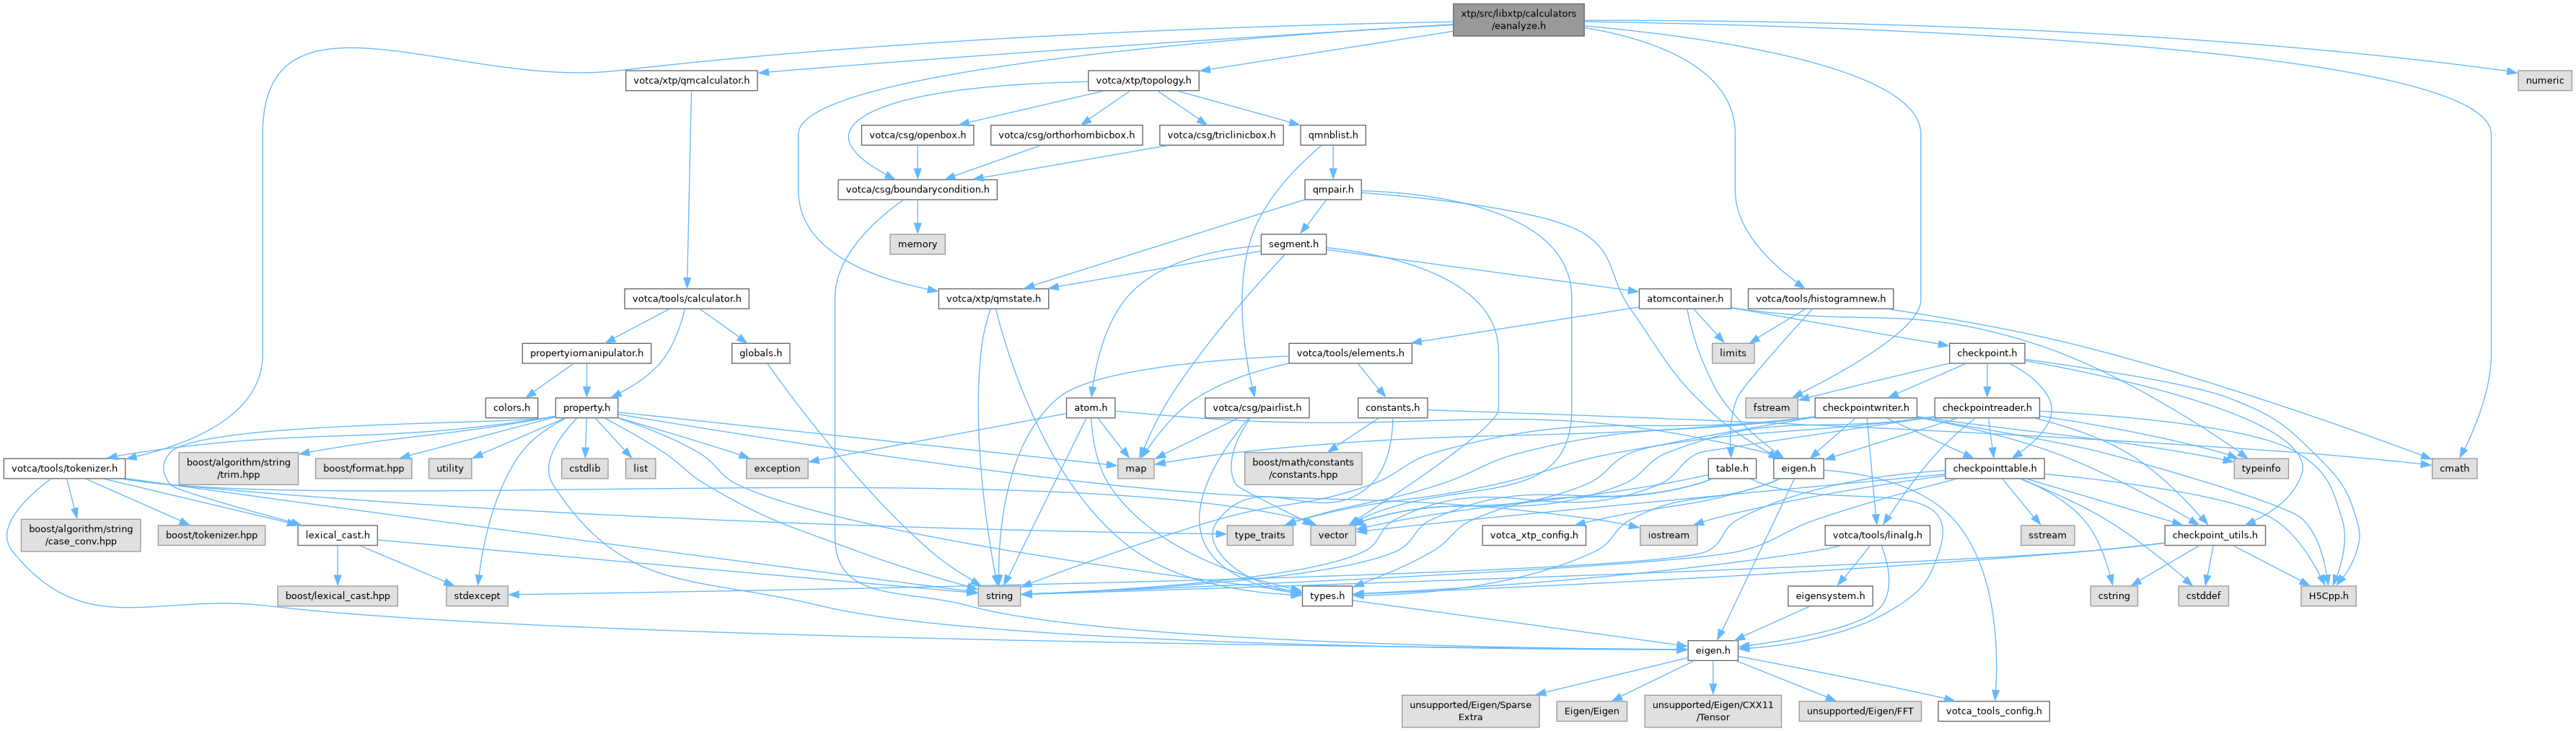 xtp/src/libxtp/calculators
/eanalyze.h
votca/xtp/qmcalculator.h
votca/xtp/topology.h
numeric
votca/csg/openbox.h
votca/csg/orthorhombicbox.h
votca/csg/triclinicbox.h
qmnblist.h
votca/csg/boundarycondition.h
qmpair.h
memory
segment.h
votca/tools/calculator.h
votca/xtp/qmstate.h
atomcontainer.h
votca/tools/histogramnew.h
propertyiomanipulator.h
globals.h
votca/tools/elements.h
limits
checkpoint.h
colors.h
property.h
atom.h
votca/csg/pairlist.h
constants.h
fstream
checkpointwriter.h
checkpointreader.h
votca/tools/tokenizer.h
boost/algorithm/string
/trim.hpp
boost/format.hpp
utility
cstdlib
list
exception
map
boost/math/constants
/constants.hpp
table.h
eigen.h
checkpointtable.h
typeinfo
cmath
boost/algorithm/string
/case_conv.hpp
boost/tokenizer.hpp
lexical_cast.h
type_traits
vector
votca_xtp_config.h
votca/tools/linalg.h
iostream
sstream
checkpoint_utils.h
boost/lexical_cast.hpp
stdexcept
string
types.h
eigensystem.h
cstring
cstddef
H5Cpp.h
eigen.h
unsupported/Eigen/Sparse
Extra
Eigen/Eigen
unsupported/Eigen/CXX11
/Tensor
unsupported/Eigen/FFT
votca_tools_config.h